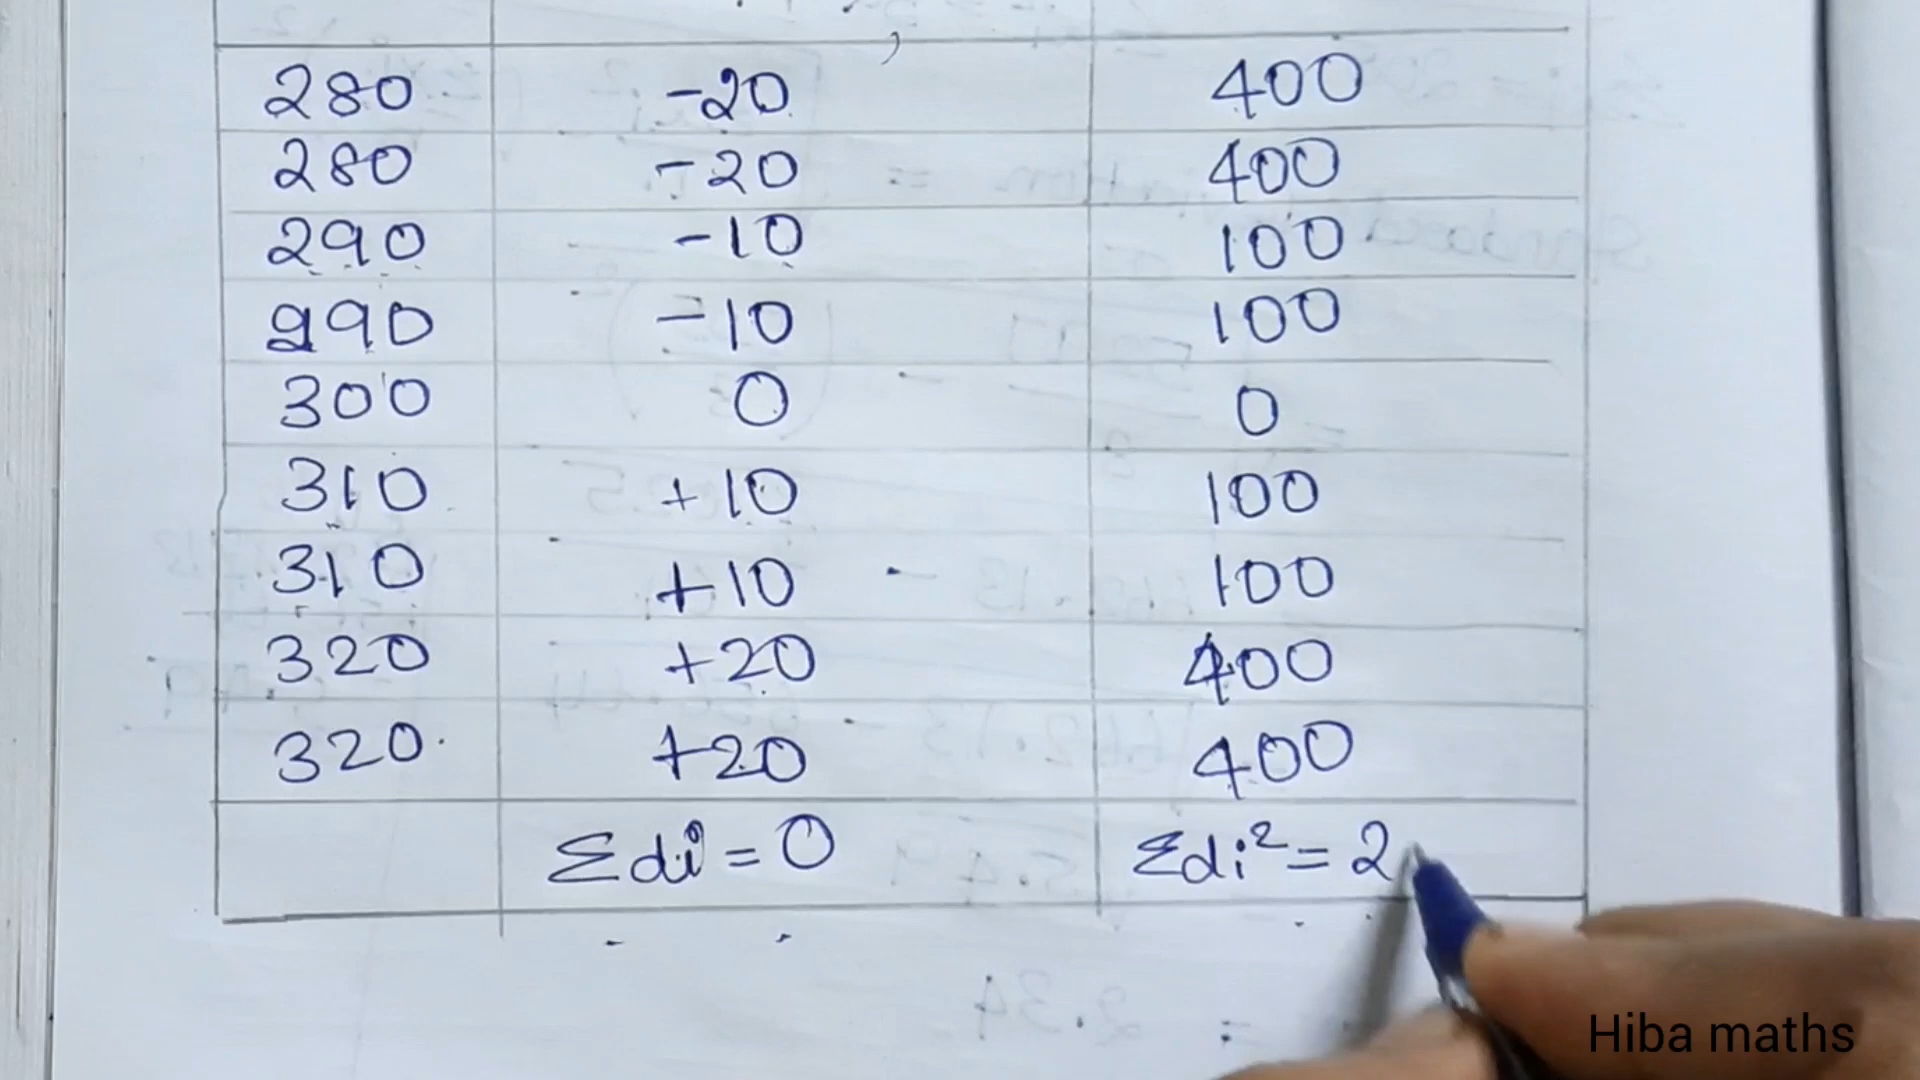 280 -20 400
280 -20 400
290 -10 100
290 -10 100
300 0 0
310 +10 100
310 +10 100
320 +20 400
320 +20 400
Σdi = 0 Σdi² = 2
Hiba maths